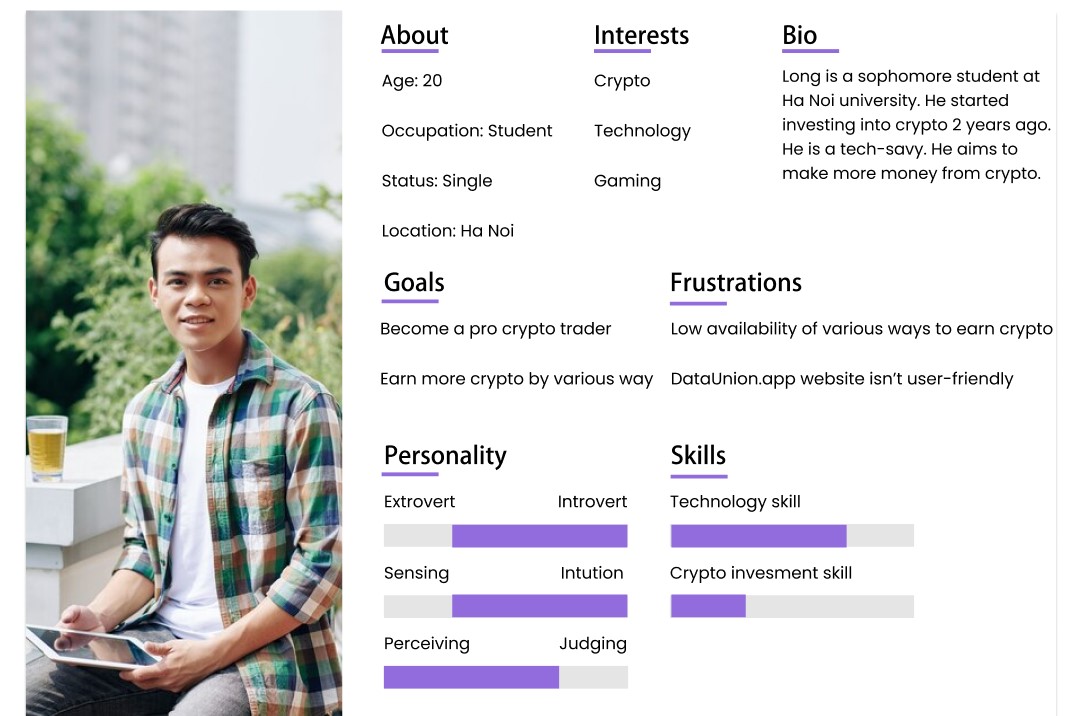 About
Age: 20
Occupation: Student
Status: Single
Location: Ha Noi
Interests
Crypto
Technology
Gaming
Bio
Long is a sophomore student at
Ha Noi university. He started
investing into crypto 2 years ago.
He is a tech-savy. He aims to
make more money from crypto.
Goals
Become a pro crypto trader
Earn more crypto by various way
Frustrations
Low availability of various ways to earn crypto
DataUnion.app website isn’t user-friendly
Personality
Extrovert Introvert
Sensing Intution
Perceiving Judging
Skills
Technology skill
Crypto invesment skill